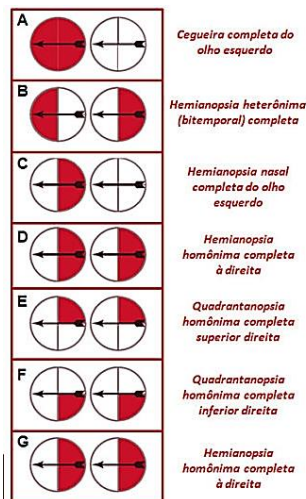 A
Cegueira completa do
olho esquerdo
B
Hemianopsia heterônima
(bitemporal) completa
C
Hemianopsia nasal
completa do olho
esquerdo
D
Hemianopsia
homônima completa
à direita
E
Quadrantanopsia
homônima completa
superior direita
F
Quadrantanopsia
homônima completa
inferior direita
G
Hemianopsia
homônima completa
à direita